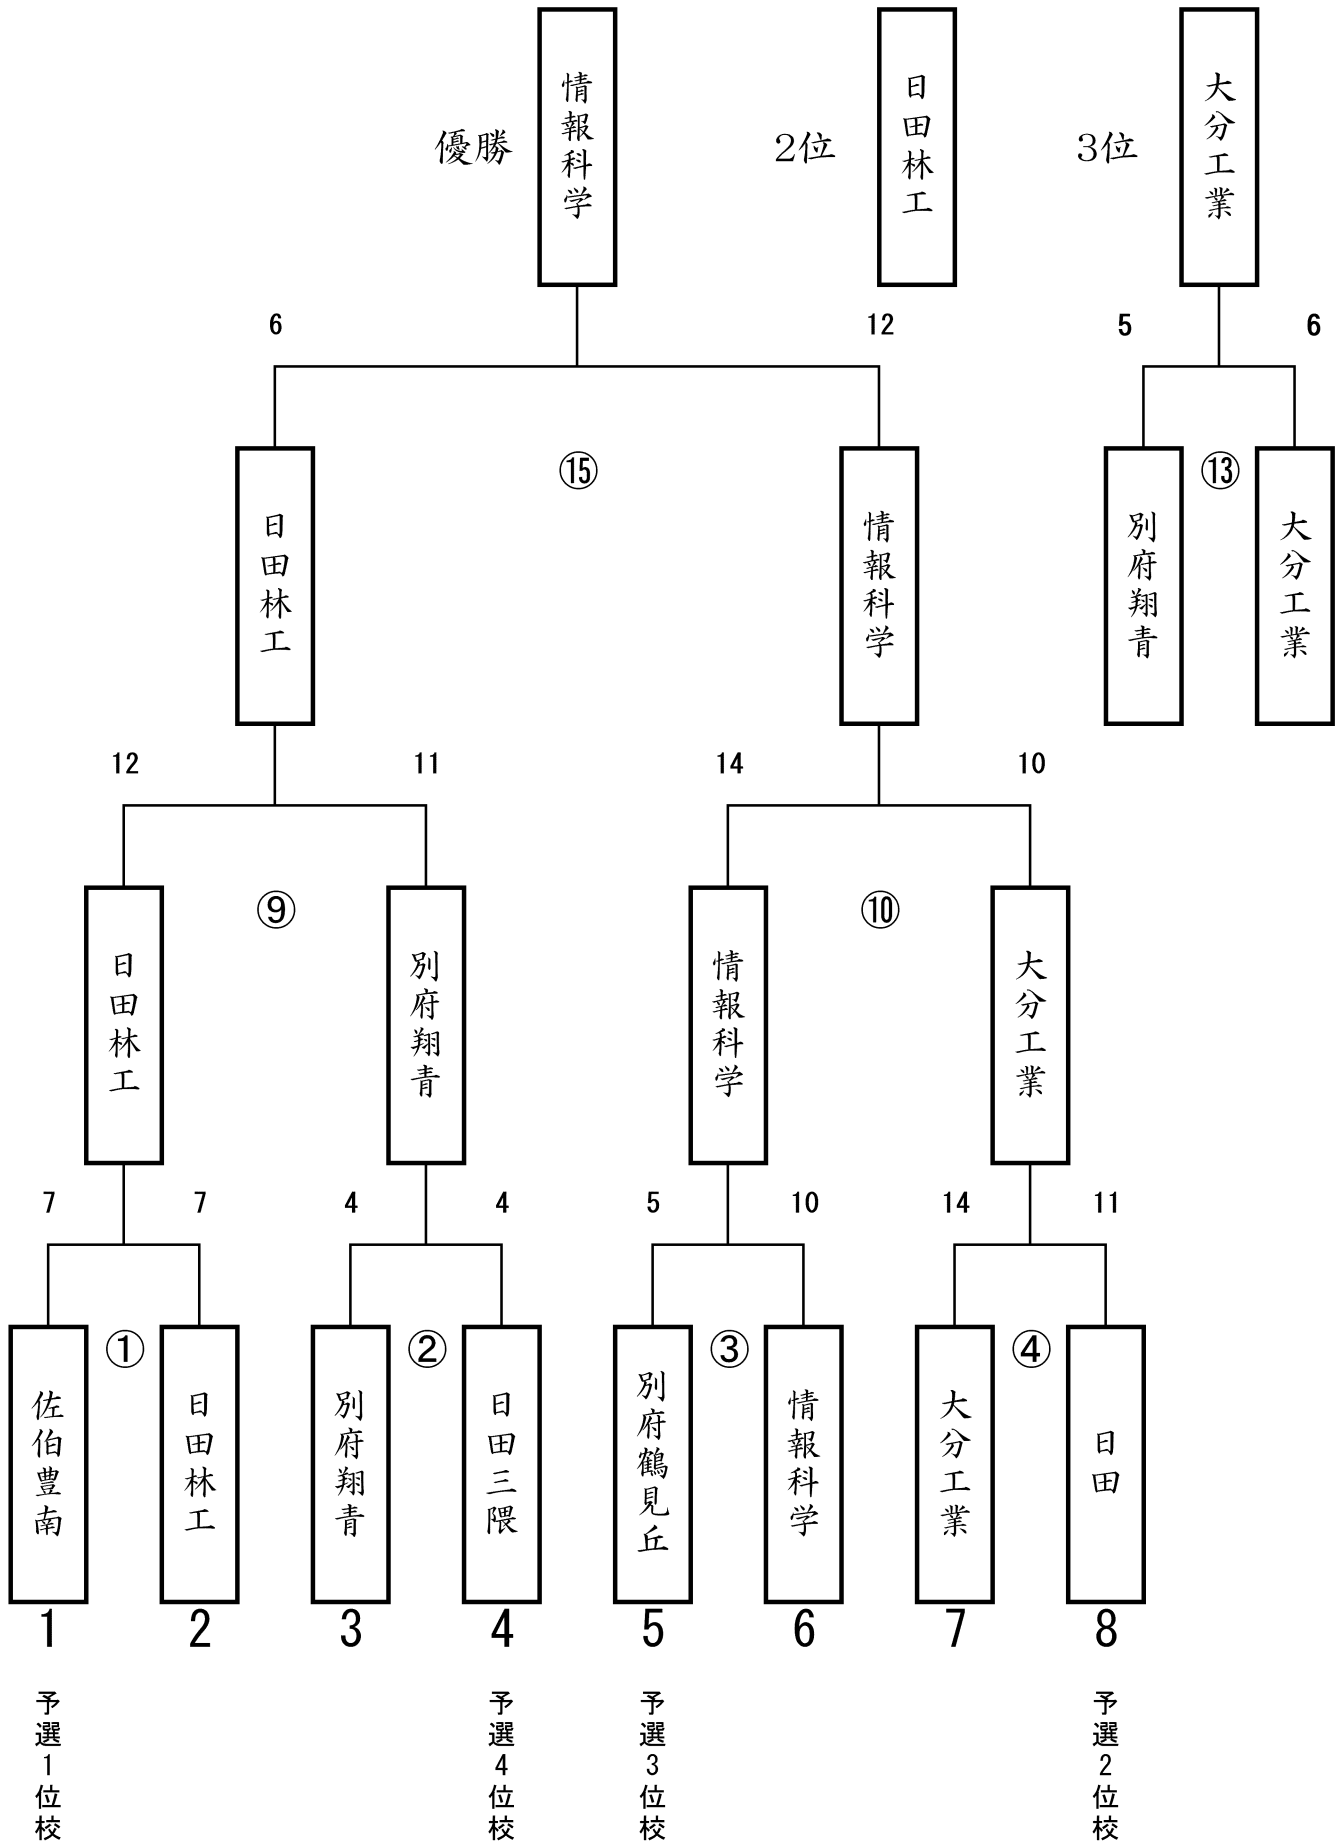 優勝
情報科学
2位
日田林工
3位
大分工業
6
12
5
6
日田林工
⑮
情報科学
別府翔青
⑬
大分工業
12
11
14
10
日田林工
⑨
別府翔青
情報科学
⑩
大分工業
7
7
4
4
5
10
14
11
佐伯豊南
①
日田林工
別府翔青
②
日田三隈
別府鶴見丘
③
情報科学
大分工業
④
日田
1
2
3
4
5
6
7
8
予選1位校
予選4位校
予選3位校
予選2位校